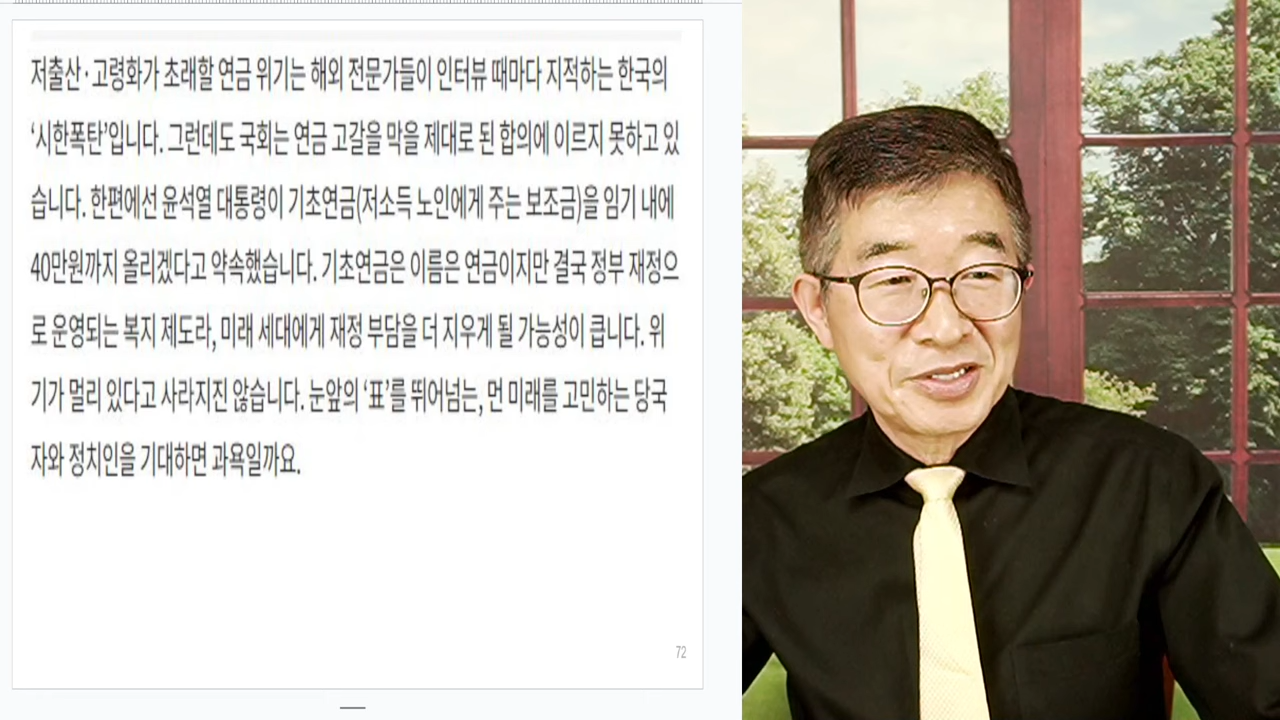 저출산·고령화가 초래할 연금 위기는 해외 전문가들이 인터뷰 때마다 지적하는 한국의
‘시한폭탄’입니다. 그런데도 국회는 연금 고갈을 막을 제대로 된 합의에 이르지 못하고 있
습니다. 한편에선 윤석열 대통령이 기초연금(저소득 노인에게 주는 보조금)을 임기 내에
40만원까지 올리겠다고 약속했습니다. 기초연금은 이름은 연금이지만 결국 정부 재정으
로 운영되는 복지 제도라, 미래 세대에게 재정 부담을 더 지우게 될 가능성이 큽니다. 위
기가 멀리 있다고 사라지진 않습니다. 눈앞의 ‘표’를 뛰어넘는, 먼 미래를 고민하는 당국
자와 정치인을 기대하면 과욕일까요.
72